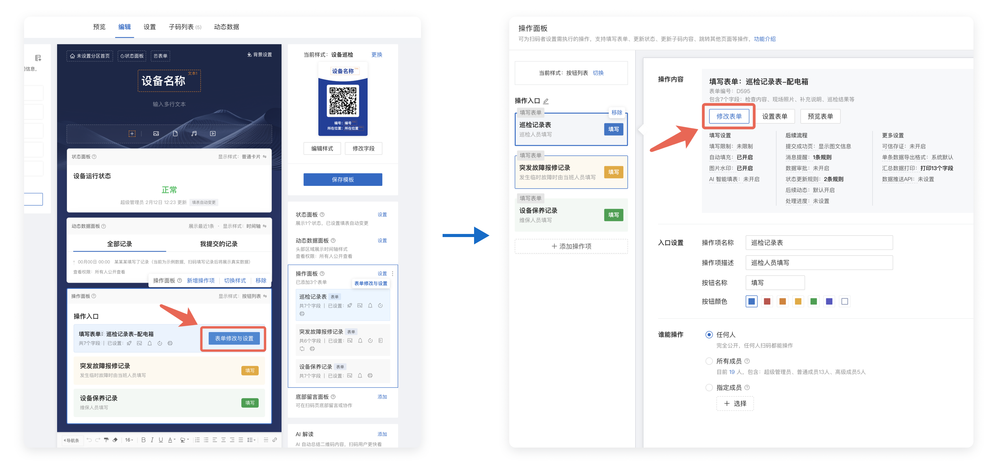 预览 编辑 设置 子码列表 (5) 动态数据
信息，
未设置分区首页 状态面板 表单 背景设置
设备名称 文本1
输入多行文本
状态面板 显示样式：普通卡片
设备运行状态
正常
超级管理员 2月12日 12:23 更新 填表自动变更
动态数据面板 展示最近1条 · 显示样式：时间轴
全部记录 我提交的记录
00月00日 00:00 某某某填写了记录（当前为示例数据，扫码填写记录后将展示真实数据）
查看权限：所有人公开查看
操作面板 新增操作项 切换样式 移除
操作面板 显示样式：按钮列表
操作入口
填写表单：巡检记录表-配电箱 表单修改与设置
共7个字段 | 已设置：
突发故障报修记录
发生临时故障时由当班人员填写
填写
设备保养记录
维保人员填写
填写
导航条 16 B I U A
当前样式：设备巡检 更换
设备名称
编号：编号
所在位置：所在位置
编辑样式 修改字段
保存模板
状态面板 设置
展示1个状态，已设置填表自动变更
动态数据面板 设置
头部区域展示时间轴样式
查看权限：所有人公开查看
操作面板 设置
已添加3个表单 表单修改与设置
巡检记录表 表单
共7个字段 | 已设置：
突发故障报修记录 表单
共6个字段 | 已设置：
设备保养记录 表单
共7个字段 | 已设置：
底部留言面板 添加
可在扫码页底部留言或协作
AI 解读 添加
AI 自动总结二维码内容，扫码用户更快看
操作面板
可为扫码者设置需执行的操作，支持填写表单、更新状态、更新子码内容、跳转其他页面等操作，功能介绍
当前样式：按钮列表 切换
操作入口
填写表单 移除
巡检记录表
巡检人员填写
填写
填写表单
突发故障报修记录
发生临时故障时由当班人员填写
填写
填写表单
设备保养记录
维保人员填写
填写
＋ 添加操作项
操作内容
填写表单：巡检记录表-配电箱
表单编号：D595
包含7个字段：检查内容、现场照片、补充说明、巡检结果等
修改表单 设置表单 预览表单
填写设置
填写限制：未限制
自动填充：已开启
图片水印：已开启
AI 智能填表：未开启
后续流程
提交成功页：显示图文信息
消息提醒：1条规则
数据审批：未开启
状态更新规则：2条规则
后续动态：默认开启
处理进度：未设置
更多设置
可信存证：未开启
单条数据导出格式：系统默认
汇总数据打印：打印13个字段
数据推送API：未设置
入口设置
操作项名称 巡检记录表
操作项描述 巡检人员填写
按钮名称 填写
按钮颜色
谁能操作
任何人
完全公开，任何人扫码都能操作
所有成员
目前 19 人，包含：超级管理员、普通成员13人、高级成员5人
指定成员
＋ 选择